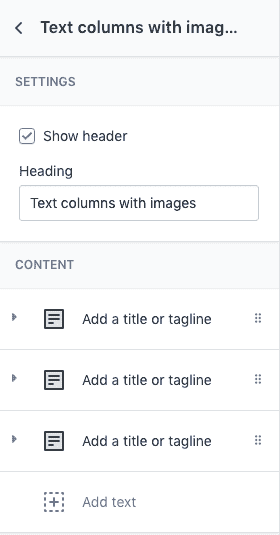 Text columns with imag...
SETTINGS
Show header
Heading
Text columns with images
CONTENT
Add a title or tagline
Add a title or tagline
Add a title or tagline
Add text